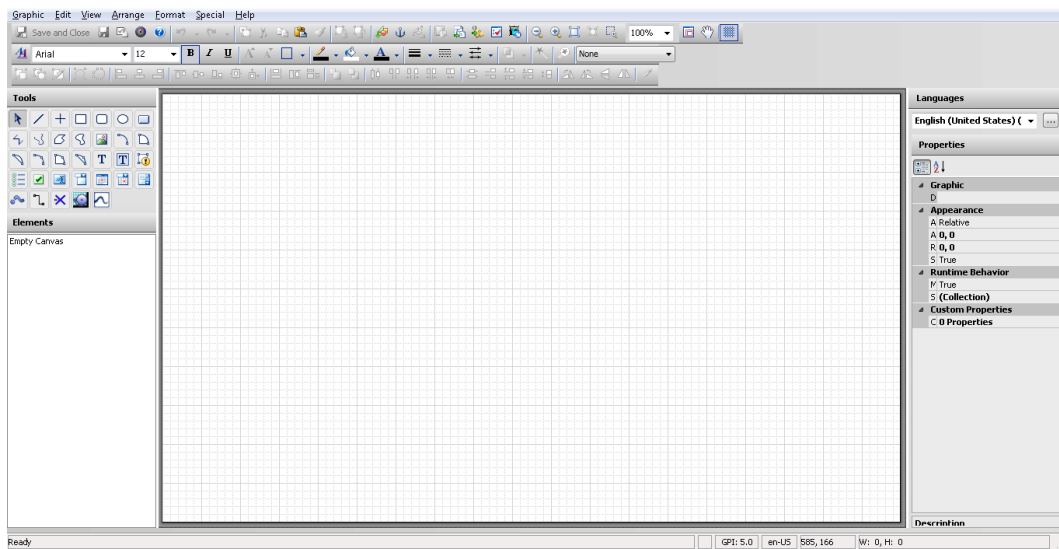 Graphic Edit View Arrange Format Special Help
Save and Close 100%
Arial 12 B I U A None
Tools
T T
Elements
Empty Canvas
Languages
English (United States) (
Properties
Graphic
D
Appearance
A Relative
A 0, 0
R 0, 0
S True
Runtime Behavior
M True
S (Collection)
Custom Properties
C 0 Properties
Description
Ready GPI: 5.0 en-US 585, 166 W: 0, H: 0